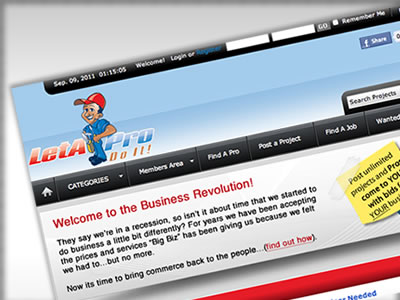 Welcome! Login or Register GO Remember Me
Sep. 09, 2011 - 01:15:05
f Share
LetA Pro
Do It!
Search Projects
CATEGORIES Members Area Find A Pro Post a Project Find A Job Wanted
Welcome to the Business Revolution!
They say we're in a recession, so isn't it about time that we started to
do business a little bit differently? For years we have been accepting
the prices and services "Big Biz" has been giving us because we felt
we had to...but no more.
Now its time to bring commerce back to the people...(find out how).
Post unlimited
projects and Pros
come to YOU
with bids
YOUR
Needed